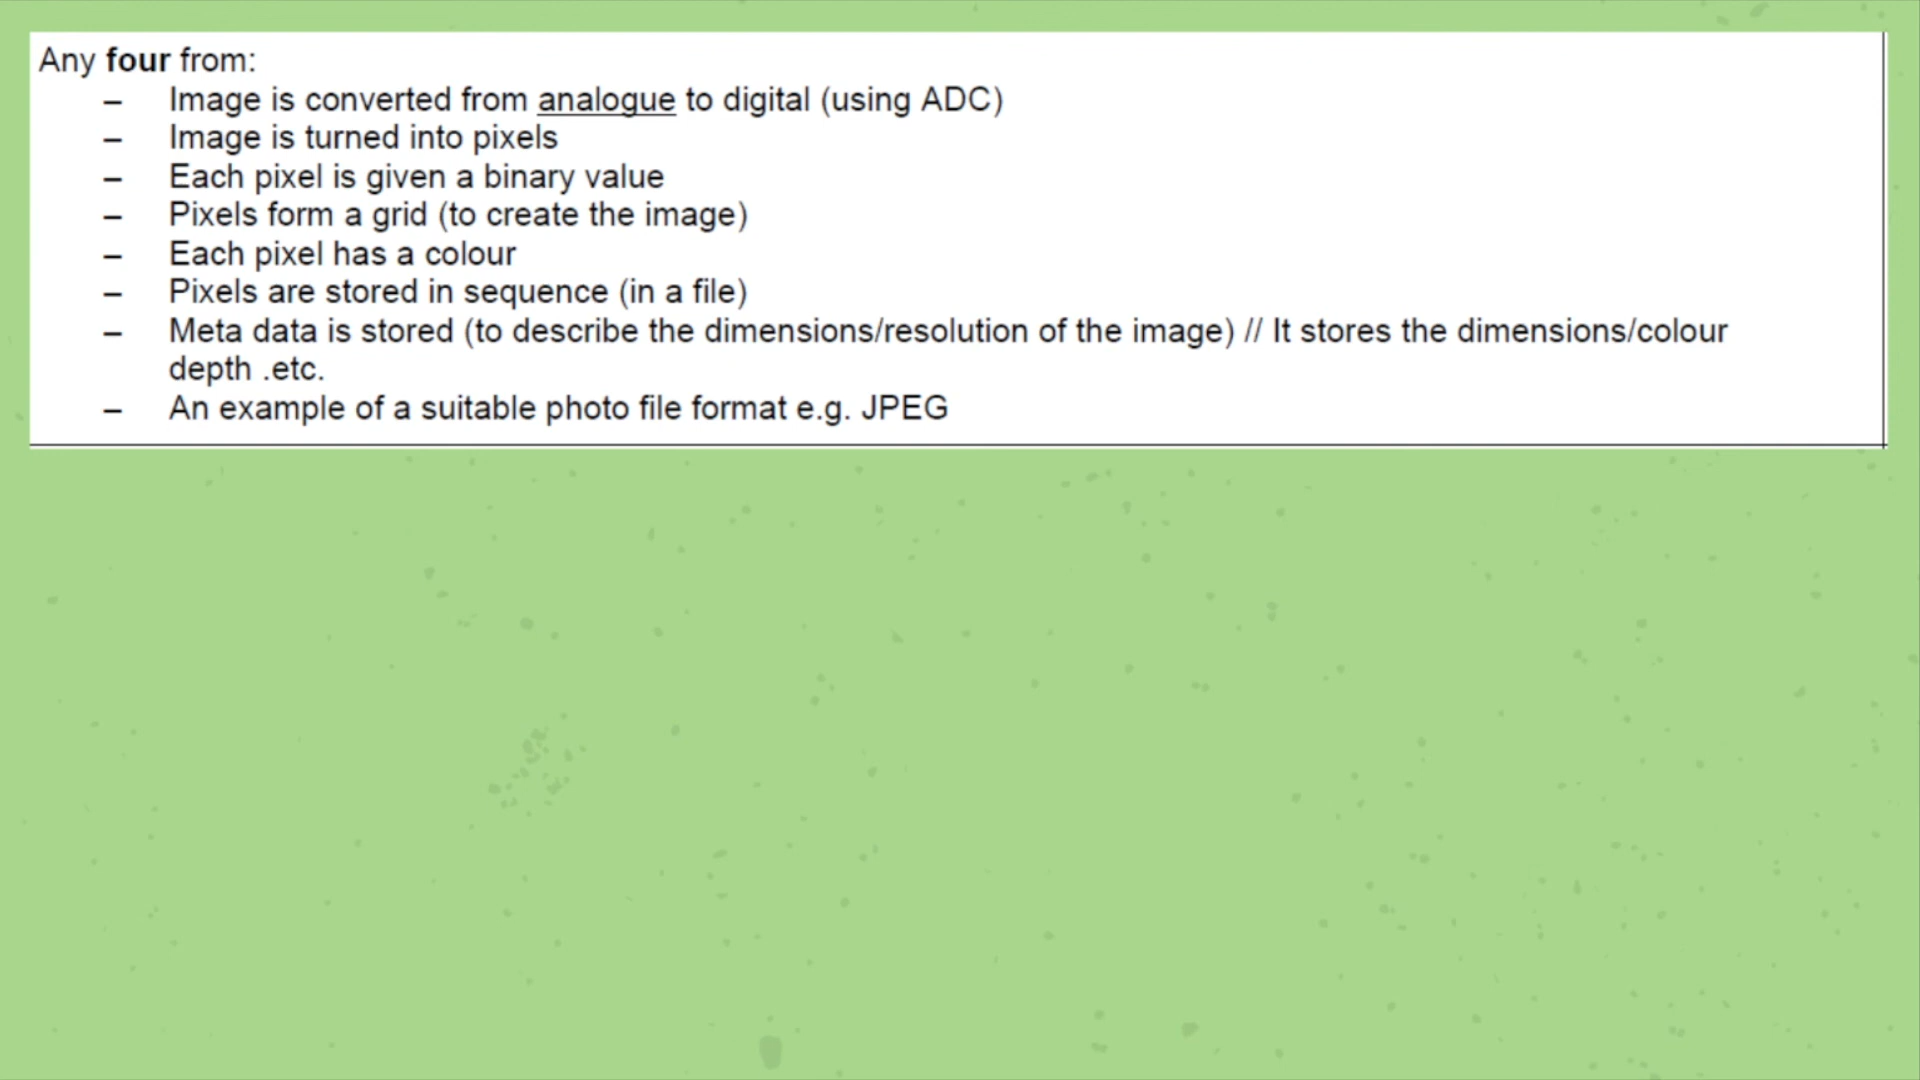 Any four from:
– Image is converted from analogue to digital (using ADC)
– Image is turned into pixels
– Each pixel is given a binary value
– Pixels form a grid (to create the image)
– Each pixel has a colour
– Pixels are stored in sequence (in a file)
– Meta data is stored (to describe the dimensions/resolution of the image) // It stores the dimensions/colour
depth .etc.
– An example of a suitable photo file format e.g. JPEG